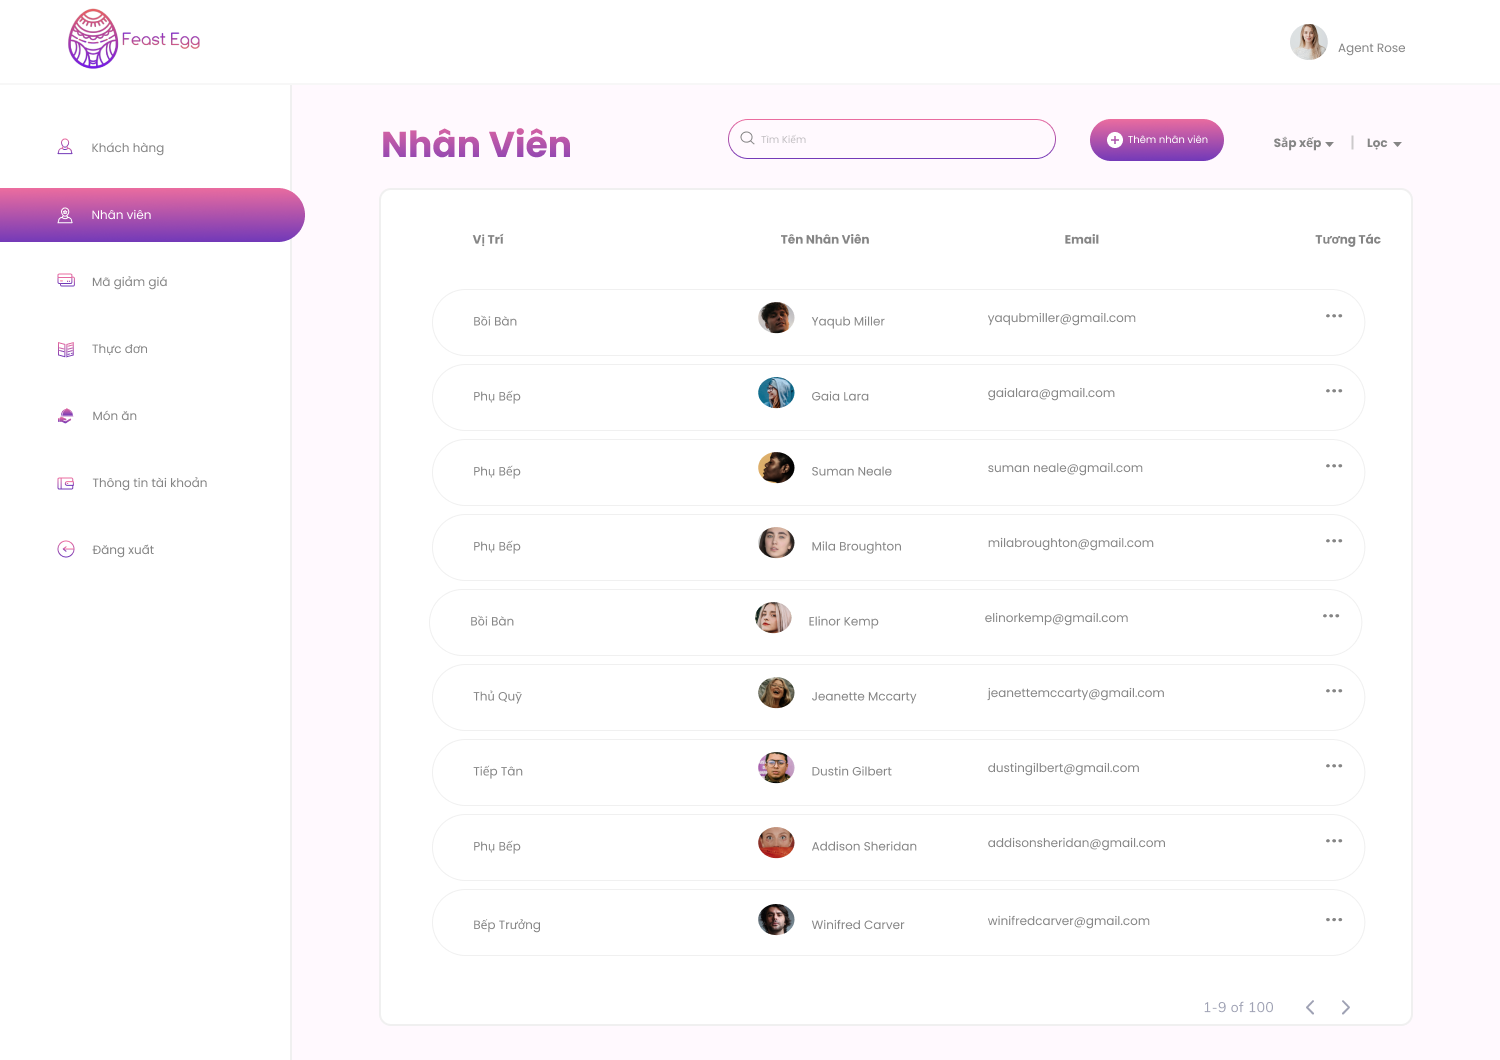 Feast Egg
Agent Rose
Khách hàng
Nhân viên
Mã giảm giá
Thực đơn
Món ăn
Thông tin tài khoản
Đăng xuất
Nhân Viên
Tìm Kiếm
Thêm nhân viên
Sắp xếp | Lọc
Vị Trí Tên Nhân Viên Email Tương Tác
Bồi Bàn Yaqub Miller yaqubmiller@gmail.com
Phụ Bếp Gaia Lara gaialara@gmail.com
Phụ Bếp Suman Neale suman neale@gmail.com
Phụ Bếp Mila Broughton milabroughton@gmail.com
Bồi Bàn Elinor Kemp elinorkemp@gmail.com
Thủ Quỹ Jeanette Mccarty jeanettemccarty@gmail.com
Tiếp Tân Dustin Gilbert dustingilbert@gmail.com
Phụ Bếp Addison Sheridan addisonsheridan@gmail.com
Bếp Trưởng Winifred Carver winifredcarver@gmail.com
1-9 of 100